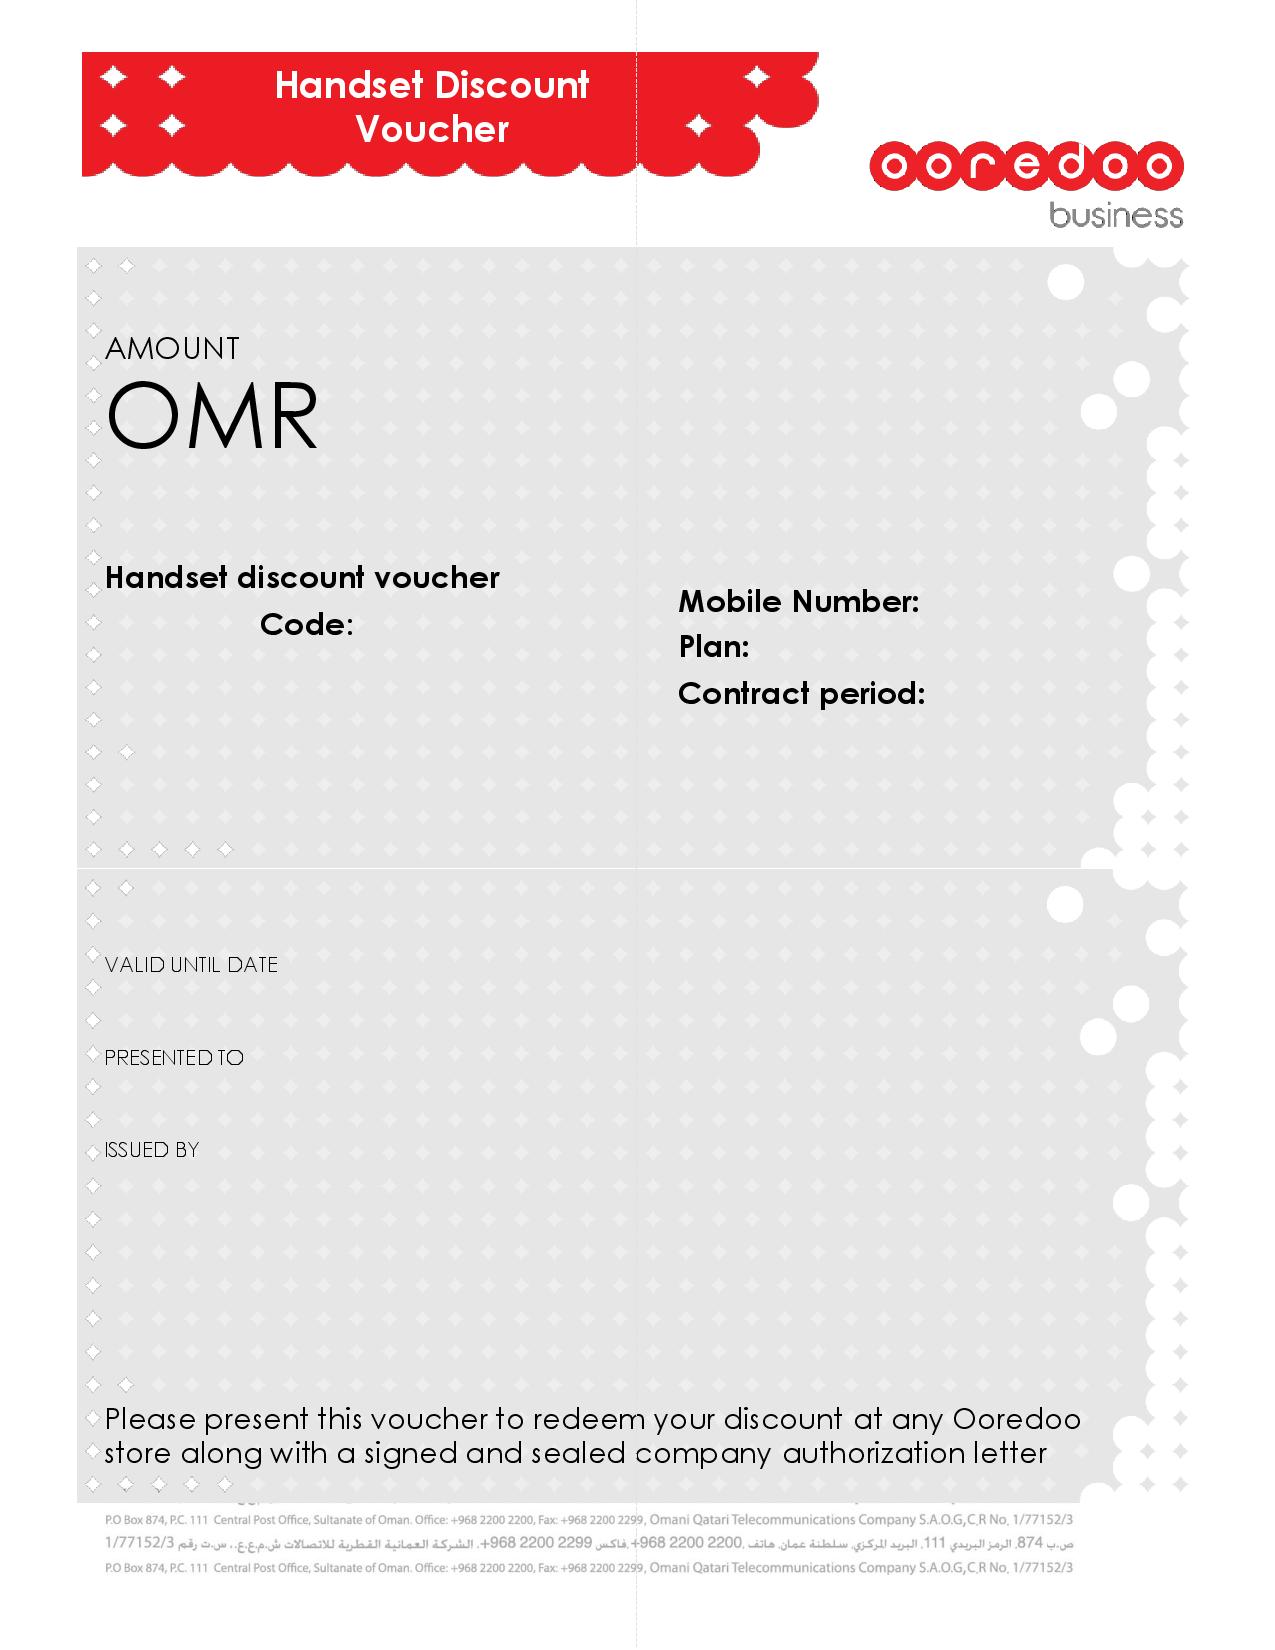 Handset Discount
Voucher
ooredoo
business
AMOUNT
OMR
Handset discount voucher
Code:
Mobile Number:
Plan:
Contract period:
VALID UNTIL DATE
PRESENTED TO
ISSUED BY
Please present this voucher to redeem your discount at any Ooredoo
store along with a signed and sealed company authorization letter
P.O Box 874, P.C. 111 Central Post Office, Sultanate of Oman. Office: +968 2200 2200, Fax: +968 2200 2299, Omani Qatari Telecommunications Company S.A.O.G,C.R No. 1/77152/3
ص.ب 874, الرمز البريدي 111, البريد المركزي, سلطنة عمان, هاتف +968 2200 2200, فاكس +968 2200 2299, الشركة العمانية القطرية للاتصالات ش.م.ع.ع., س.ت رقم 1/77152/3
P.O Box 874, P.C. 111 Central Post Office, Sultanate of Oman. Office: +968 2200 2200, Fax: +968 2200 2299, Omani Qatari Telecommunications Company S.A.O.G,C.R No. 1/77152/3